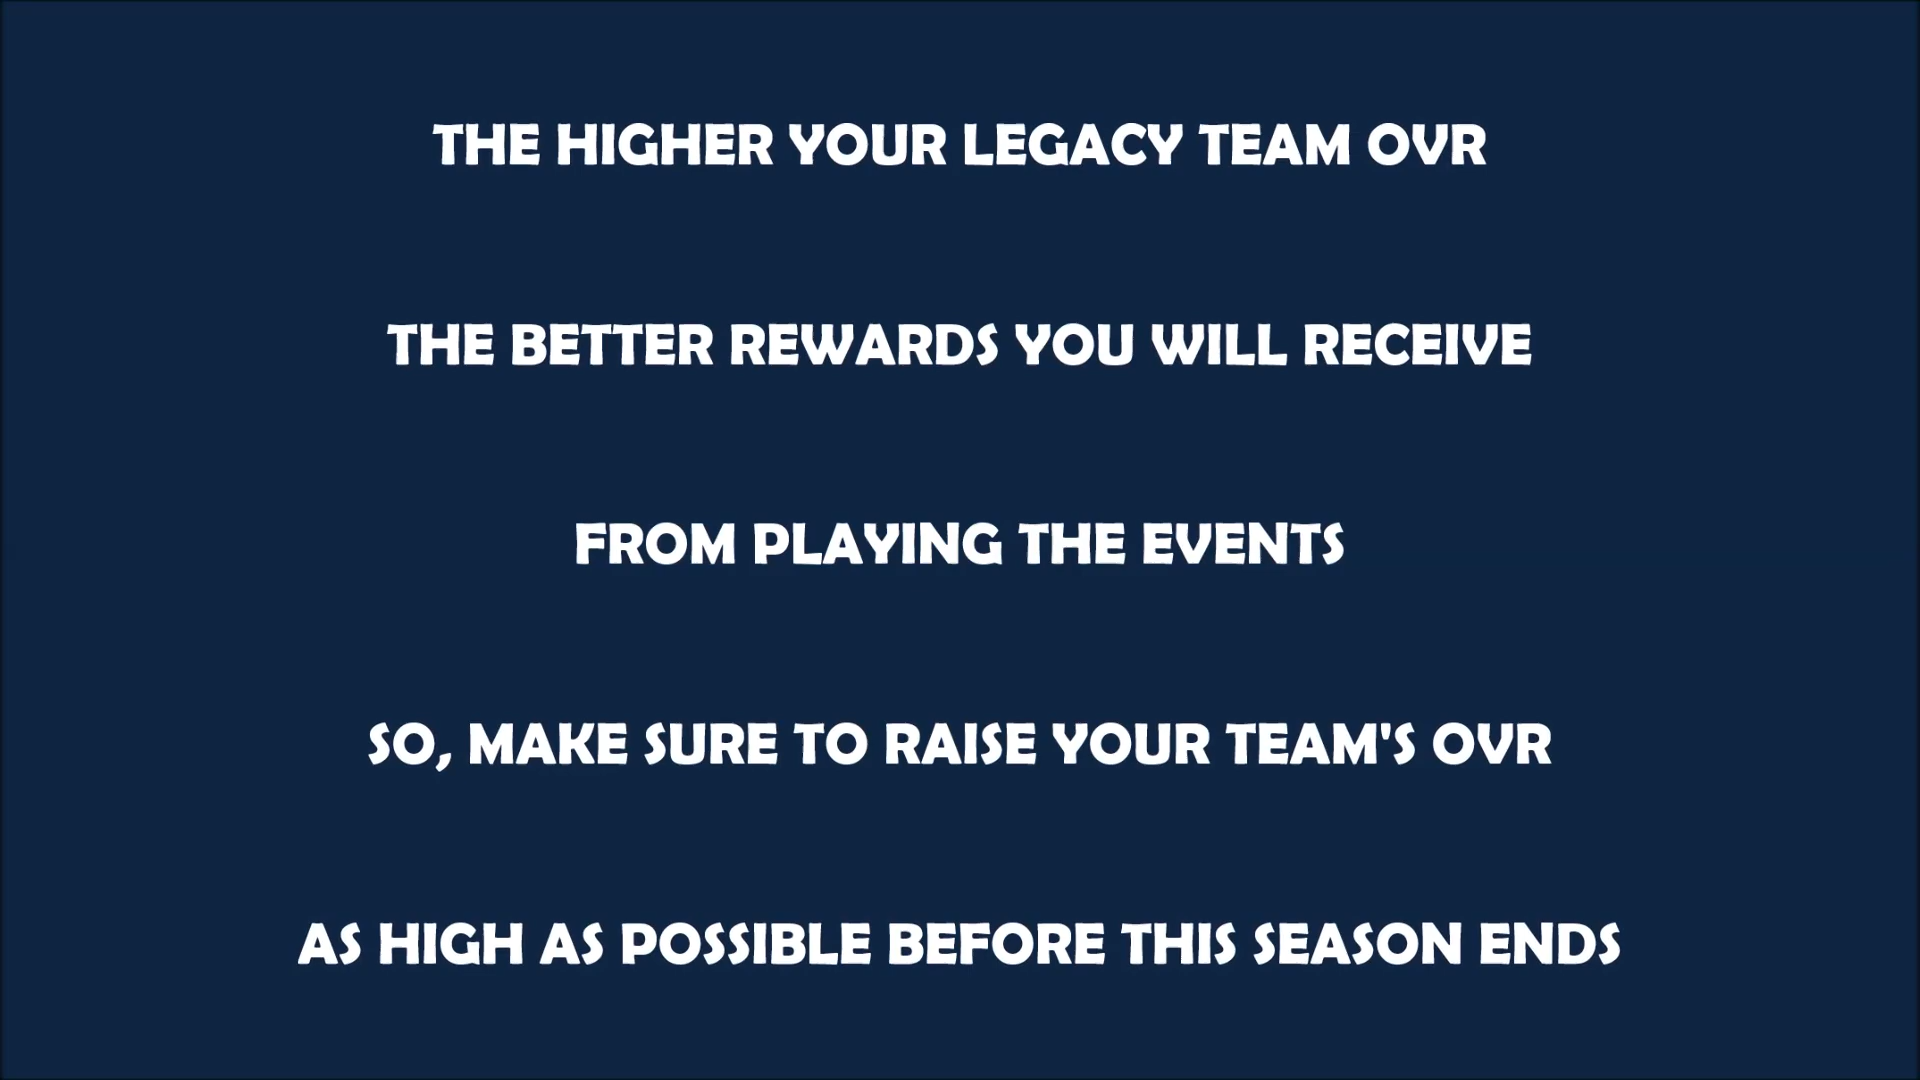 THE HIGHER YOUR LEGACY TEAM OVR
THE BETTER REWARDS YOU WILL RECEIVE
FROM PLAYING THE EVENTS
SO, MAKE SURE TO RAISE YOUR TEAM'S OVR
AS HIGH AS POSSIBLE BEFORE THIS SEASON ENDS